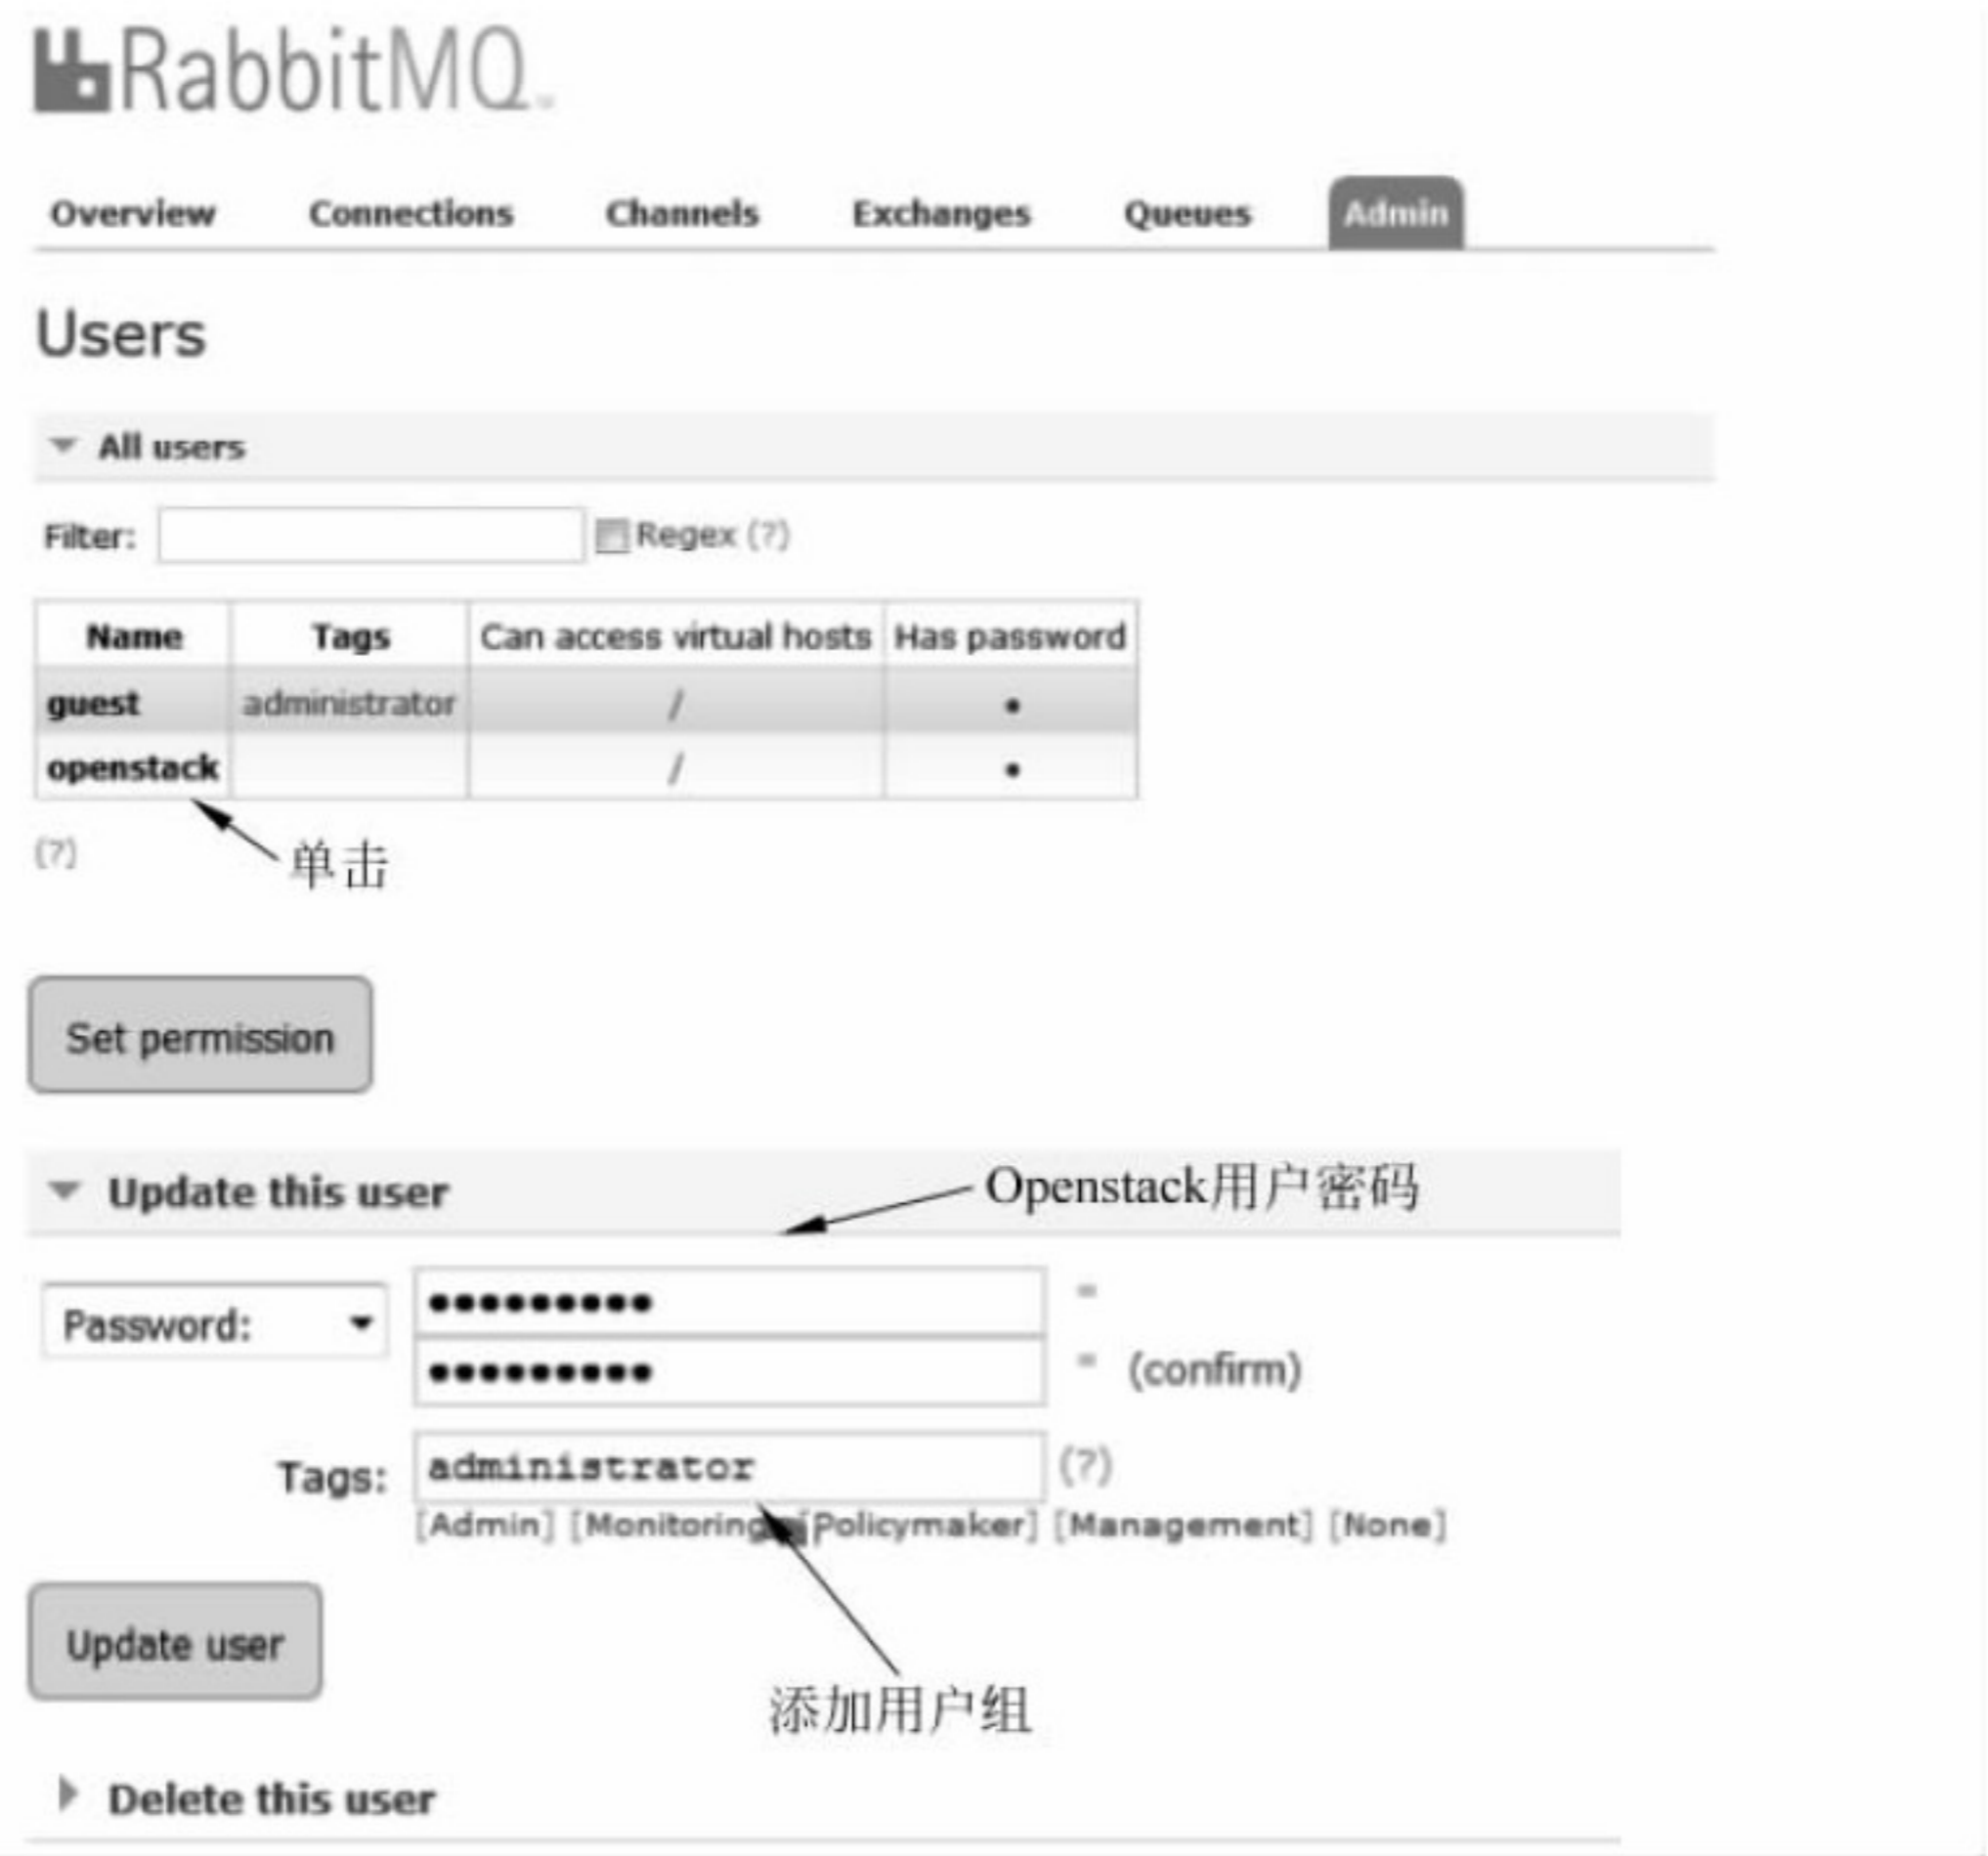 RabbitMQ
Overview Connections Channels Exchanges Queues Admin
Users
All users
Filter: Regex (?)
Name Tags Can access virtual hosts Has password
guest administrator / •
openstack / •
(?)
单击
Set permission
Update this user
Openstack用户密码
Password: ••••••••• *
••••••••• * (confirm)
Tags: administrator (?)
[Admin] [Monitoring] [Policymaker] [Management] [None]
Update user
添加用户组
Delete this user